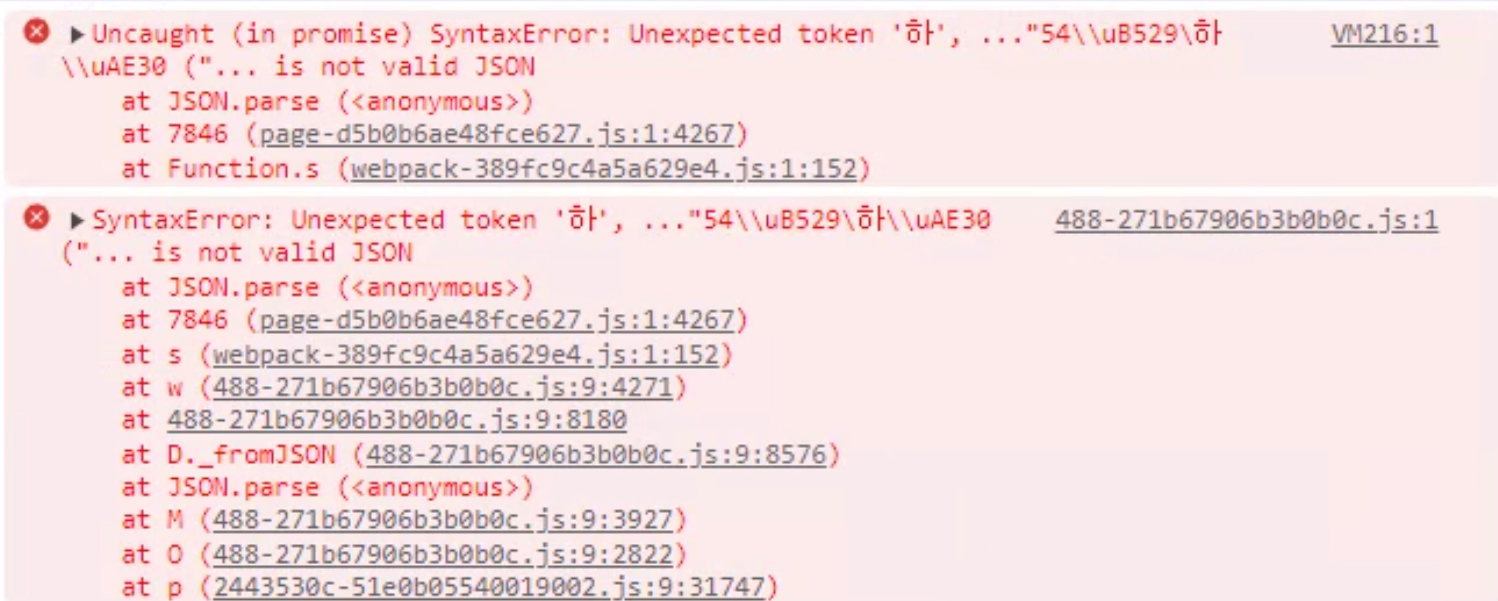 Uncaught (in promise) SyntaxError: Unexpected token '하', ..."54\\uB529\하 VM216:1
\\uAE30 ("... is not valid JSON
at JSON.parse (<anonymous>)
at 7846 (page-d5b0b6ae48fce627.js:1:4267)
at Function.s (webpack-389fc9c4a5a629e4.js:1:152)
SyntaxError: Unexpected token '하', ..."54\\uB529\하\\uAE30 488-271b67906b3b0b0c.js:1
("... is not valid JSON
at JSON.parse (<anonymous>)
at 7846 (page-d5b0b6ae48fce627.js:1:4267)
at s (webpack-389fc9c4a5a629e4.js:1:152)
at w (488-271b67906b3b0b0c.js:9:4271)
at 488-271b67906b3b0b0c.js:9:8180
at D._fromJSON (488-271b67906b3b0b0c.js:9:8576)
at JSON.parse (<anonymous>)
at M (488-271b67906b3b0b0c.js:9:3927)
at O (488-271b67906b3b0b0c.js:9:2822)
at p (2443530c-51e0b05540019002.js:9:31747)